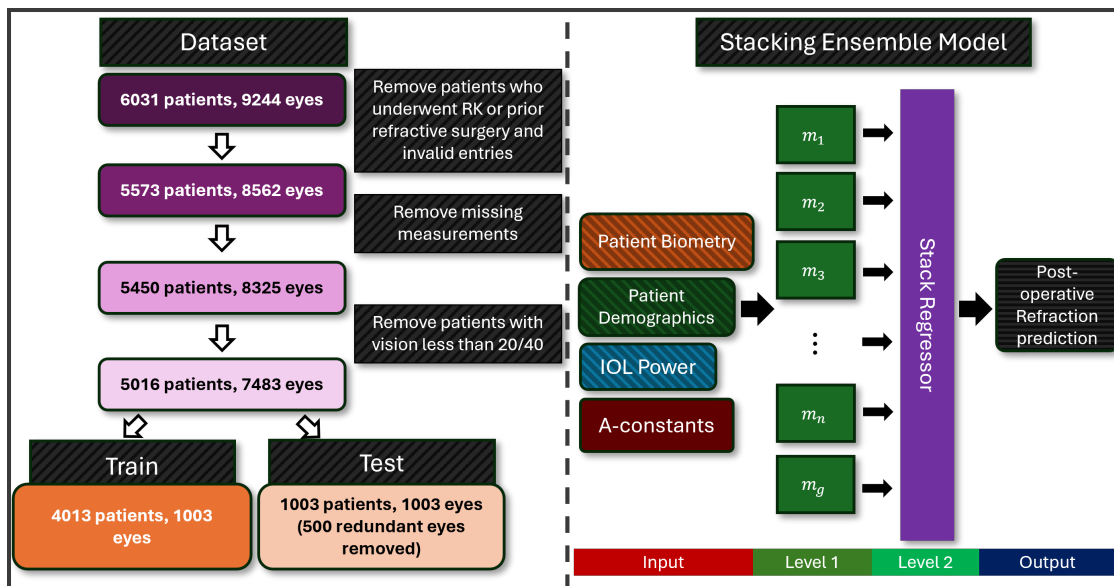 Dataset
6031 patients, 9244 eyes
Remove patients who
underwent RK or prior
refractive surgery and
invalid entries
5573 patients, 8562 eyes
Remove missing
measurements
5450 patients, 8325 eyes
Remove patients with
vision less than 20/40
5016 patients, 7483 eyes
Train
4013 patients, 1003
eyes
Test
1003 patients, 1003 eyes
(500 redundant eyes
removed)
Stacking Ensemble Model
Patient Biometry
Patient
Demographics
IOL Power
A-constants
m₁
m₂
m₃
⋮
mₙ
m_g
Stack Regressor
Post-
operative
Refraction
prediction
Input
Level 1
Level 2
Output